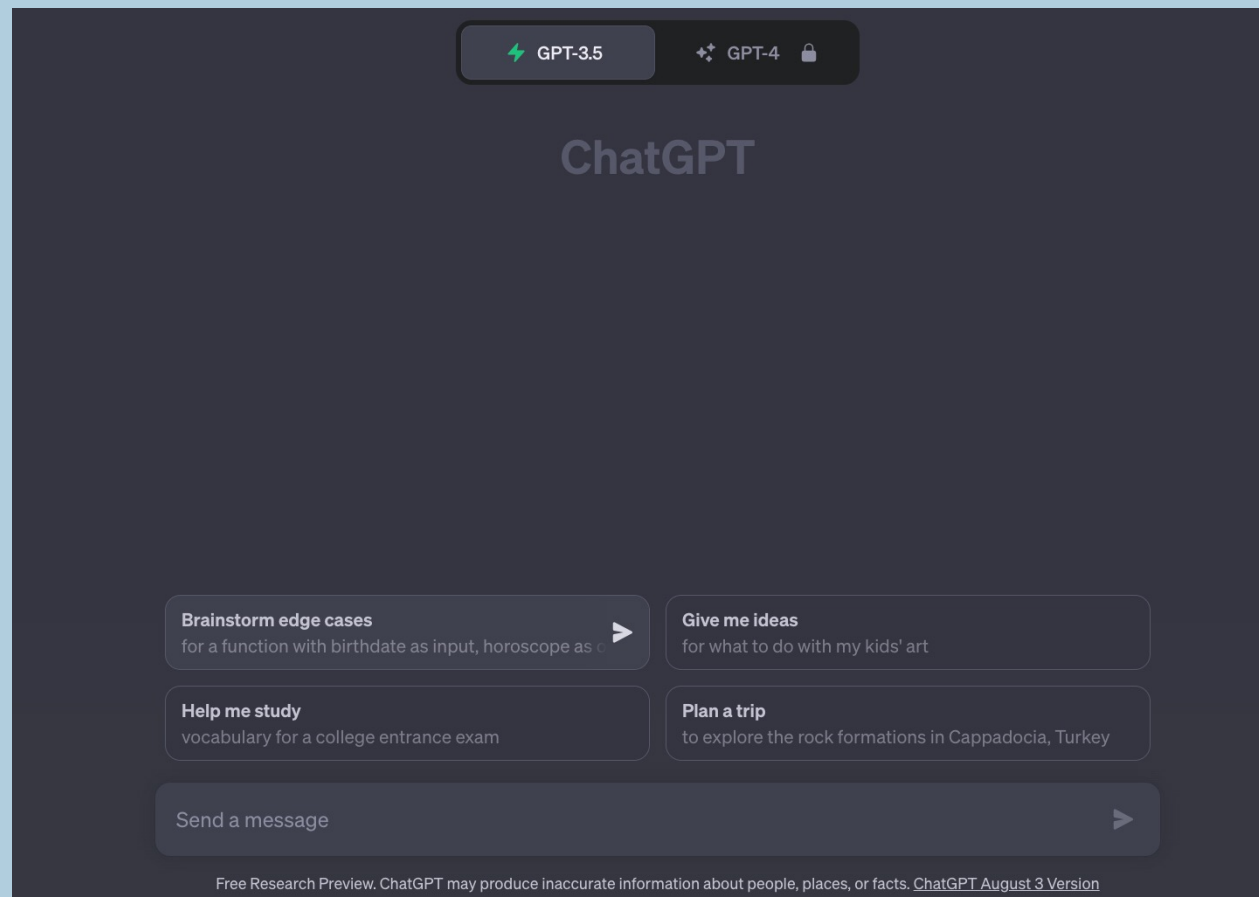 GPT-3.5
GPT-4
ChatGPT
Brainstorm edge cases
for a function with birthdate as input, horoscope as
Give me ideas
for what to do with my kids' art
Help me study
vocabulary for a college entrance exam
Plan a trip
to explore the rock formations in Cappadocia, Turkey
Send a message
Free Research Preview. ChatGPT may produce inaccurate information about people, places, or facts. ChatGPT August 3 Version